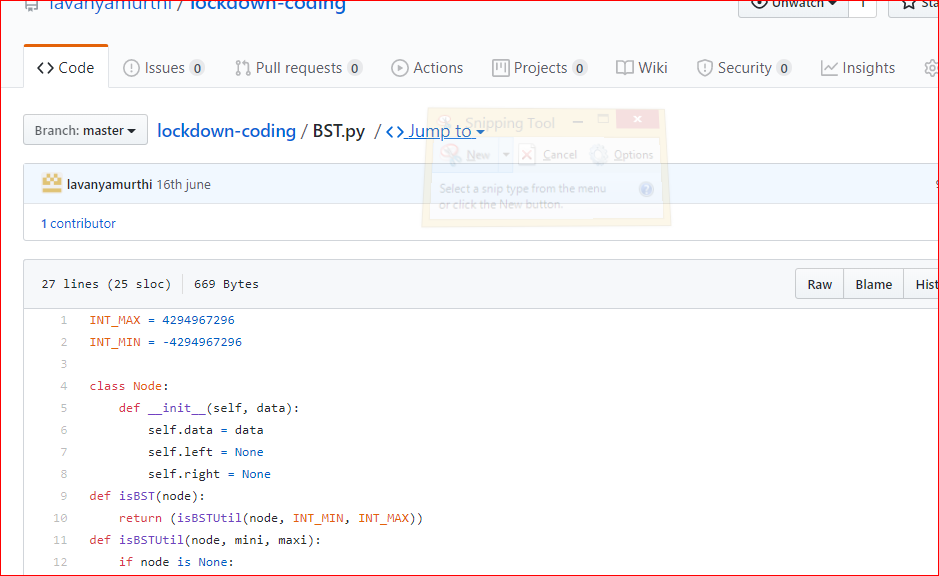 lavanyamurthi / lockdown-coding
Unwatch 1 Sta
Code Issues 0 Pull requests 0 Actions Projects 0 Wiki Security 0 Insights
Branch: master lockdown-coding / BST.py / <> Jump to
Snipping Tool
New Cancel Options
Select a snip type from the menu
or click the New button.
lavanyamurthi 16th june
1 contributor
27 lines (25 sloc) 669 Bytes
Raw Blame Hist
1 INT_MAX = 4294967296
2 INT_MIN = -4294967296
3
4 class Node:
5 def __init__(self, data):
6 self.data = data
7 self.left = None
8 self.right = None
9 def isBST(node):
10 return (isBSTUtil(node, INT_MIN, INT_MAX))
11 def isBSTUtil(node, mini, maxi):
12 if node is None: